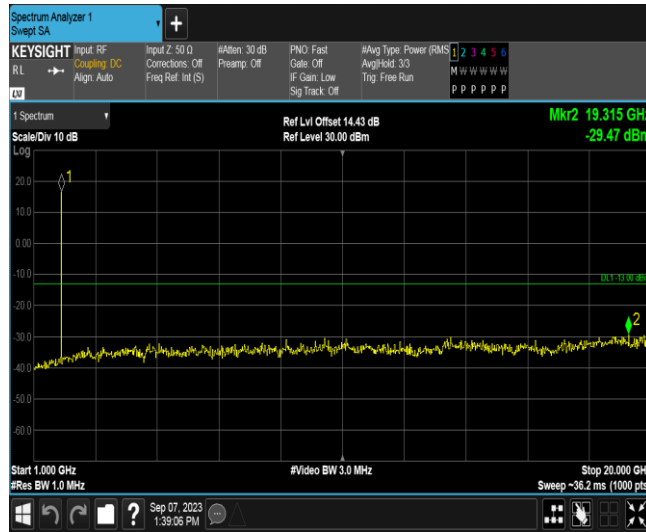 Spectrum Analyzer 1
Swept SA
+
KEYSIGHT
RL
LXI
Input: RF
Coupling: DC
Align: Auto
Input Z: 50 Ω
Corrections: Off
Freq Ref: Int (S)
#Atten: 30 dB
Preamp: Off
PNO: Fast
Gate: Off
IF Gain: Low
Sig Track: Off
#Avg Type: Power (RMS
Avg|Hold: 3/3
Trig: Free Run
1 2 3 4 5 6
M W W W W W
P P P P P P
1 Spectrum
Scale/Div 10 dB
Log
Ref Lvl Offset 14.43 dB
Ref Level 30.00 dBm
Mkr2 19.315 GHz
-29.47 dBm
1
20.0
10.0
0.00
-10.0
DL1 -13.00 dBm
-20.0
2
-30.0
-40.0
-50.0
-60.0
Start 1.000 GHz
#Res BW 1.0 MHz
#Video BW 3.0 MHz
Stop 20.000 GHz
Sweep ~36.2 ms (1000 pts)
?
Sep 07, 2023
1:39:06 PM